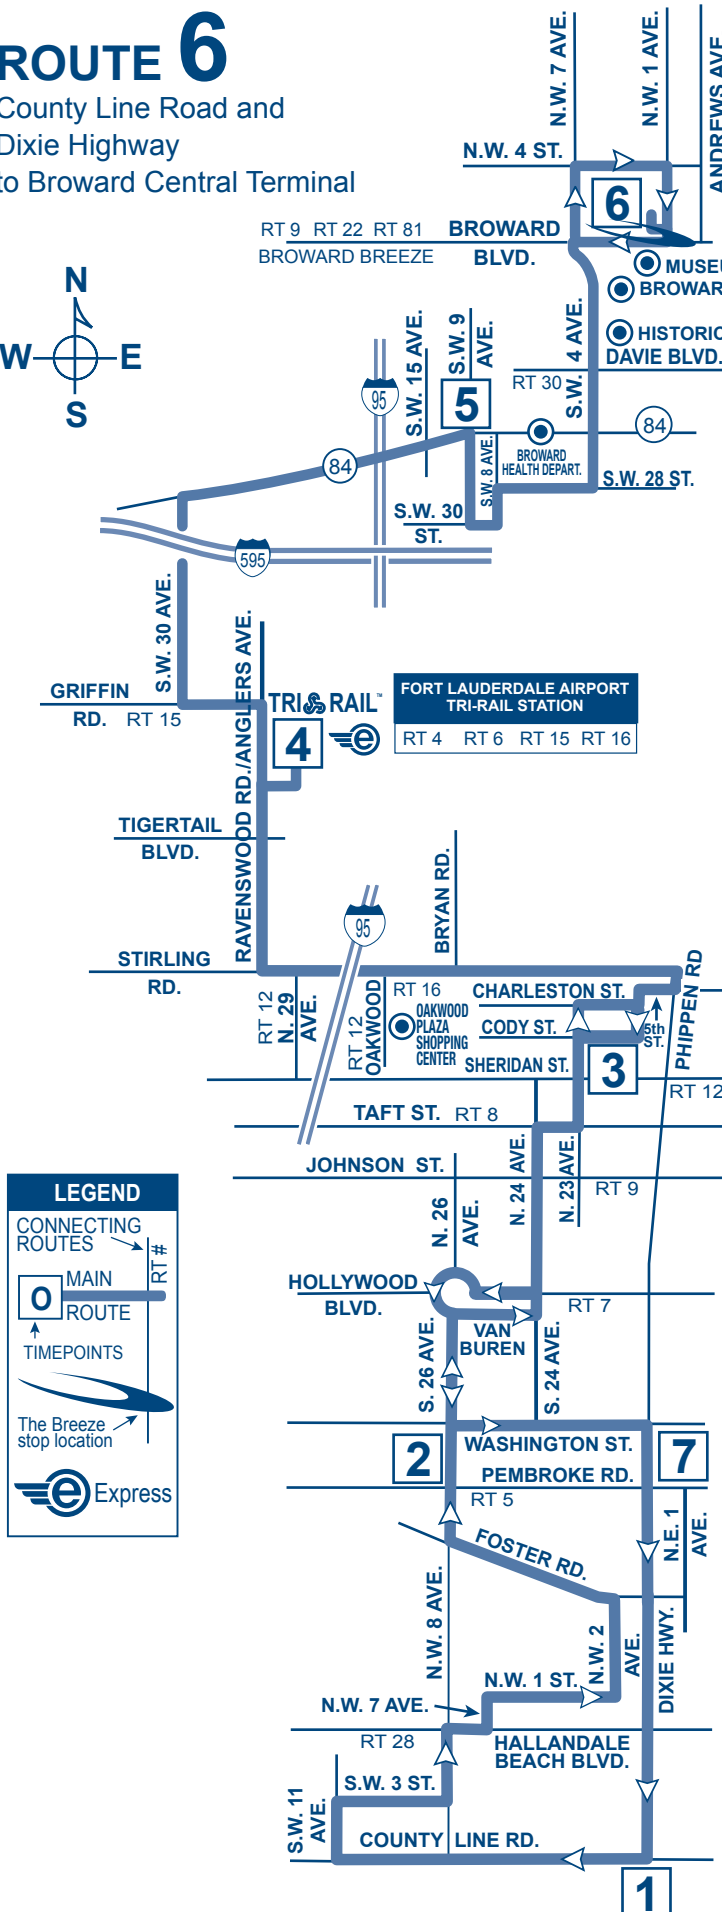 ROUTE 6
County Line Road and
Dixie Highway
to Broward Central Terminal
N.W. 7 AVE.
N.W. 1 AVE.
ANDREWS AVE
N.W. 4 ST.
6
RT 9 RT 22 RT 81
BROWARD BREEZE
BROWARD
BLVD.
MUSEU
BROWAR
HISTORIC
DAVIE BLVD.
N
W E
S
S.W. 15 AVE.
S.W. 9
AVE.
S.W. 4 AVE.
RT 30
95
5
84
BROWARD
HEALTH DEPART.
S.W. 8 AVE.
84
S.W. 28 ST.
S.W. 30
ST.
595
S.W. 30 AVE.
RAVENSWOOD RD./ANGLERS AVE.
GRIFFIN
RD. RT 15
TRI RAIL™
4
e
FORT LAUDERDALE AIRPORT
TRI-RAIL STATION
RT 4 RT 6 RT 15 RT 16
TIGERTAIL
BLVD.
BRYAN RD.
95
STIRLING
RD.
RT 12
N. 29
AVE.
RT 12
OAKWOOD
RT 16
OAKWOOD
PLAZA
SHOPPING
CENTER
CHARLESTON ST.
CODY ST.
5th
ST.
PHIPPEN RD
SHERIDAN ST.
3
RT 12
TAFT ST. RT 8
JOHNSON ST.
N. 24 AVE.
N. 23 AVE.
RT 9
N. 26
AVE.
HOLLYWOOD
BLVD.
RT 7
VAN
BUREN
S. 26 AVE.
S. 24 AVE.
LEGEND
CONNECTING
ROUTES
RT #
0
MAIN
ROUTE
TIMEPOINTS
The Breeze
stop location
e Express
2
WASHINGTON ST.
7
PEMBROKE RD.
RT 5
N.E. 1
AVE.
FOSTER RD.
N.W. 8 AVE.
N.W. 2
AVE.
DIXIE HWY.
N.W. 1 ST.
N.W. 7 AVE.
RT 28
HALLANDALE
BEACH BLVD.
S.W. 3 ST.
S.W. 11
AVE.
COUNTY LINE RD.
1